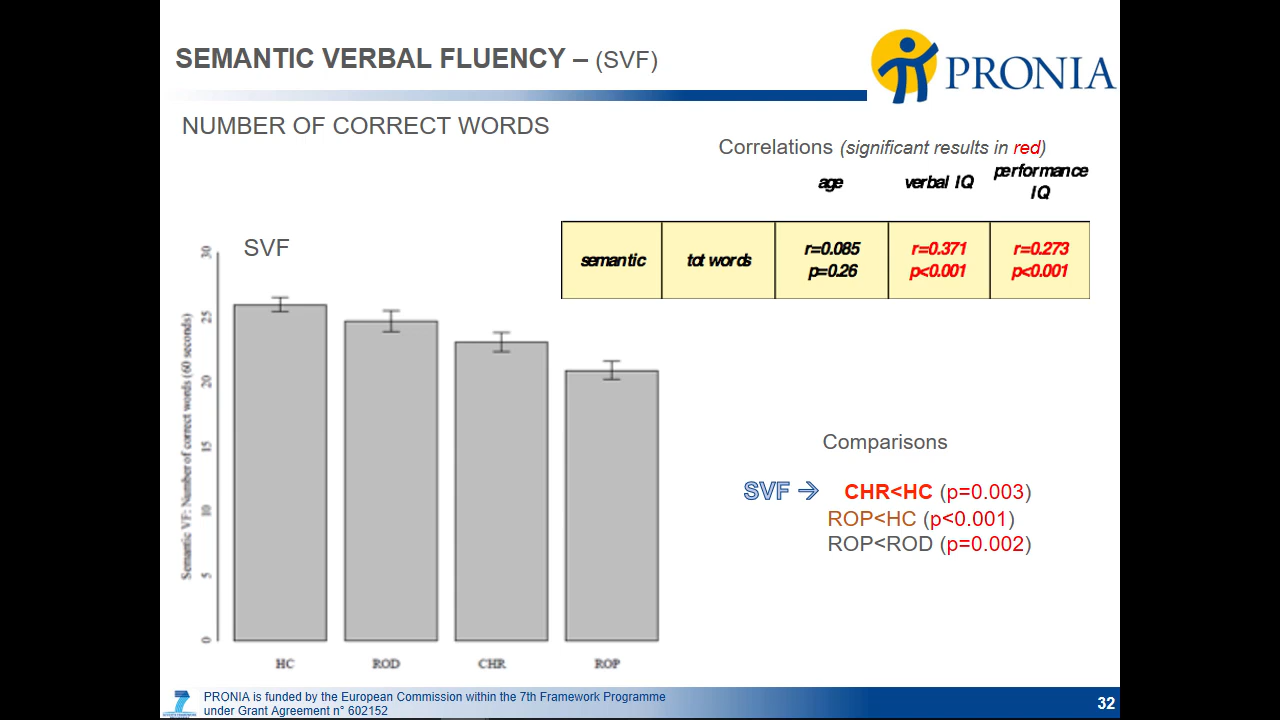 SEMANTIC VERBAL FLUENCY – (SVF)
PRONIA
NUMBER OF CORRECT WORDS
Correlations (significant results in red)
age
verbal IQ
performance
IQ
semantic
tot words
r=0.085
p=0.26
r=0.371
p<0.001
r=0.273
p<0.001
SVF
Semantic VF: Number of correct words (60 seconds)
30
25
20
15
10
5
0
HC
ROD
CHR
ROP
Comparisons
SVF → CHR<HC (p=0.003)
ROP<HC (p<0.001)
ROP<ROD (p=0.002)
PRONIA is funded by the European Commission within the 7th Framework Programme
under Grant Agreement n° 602152
32